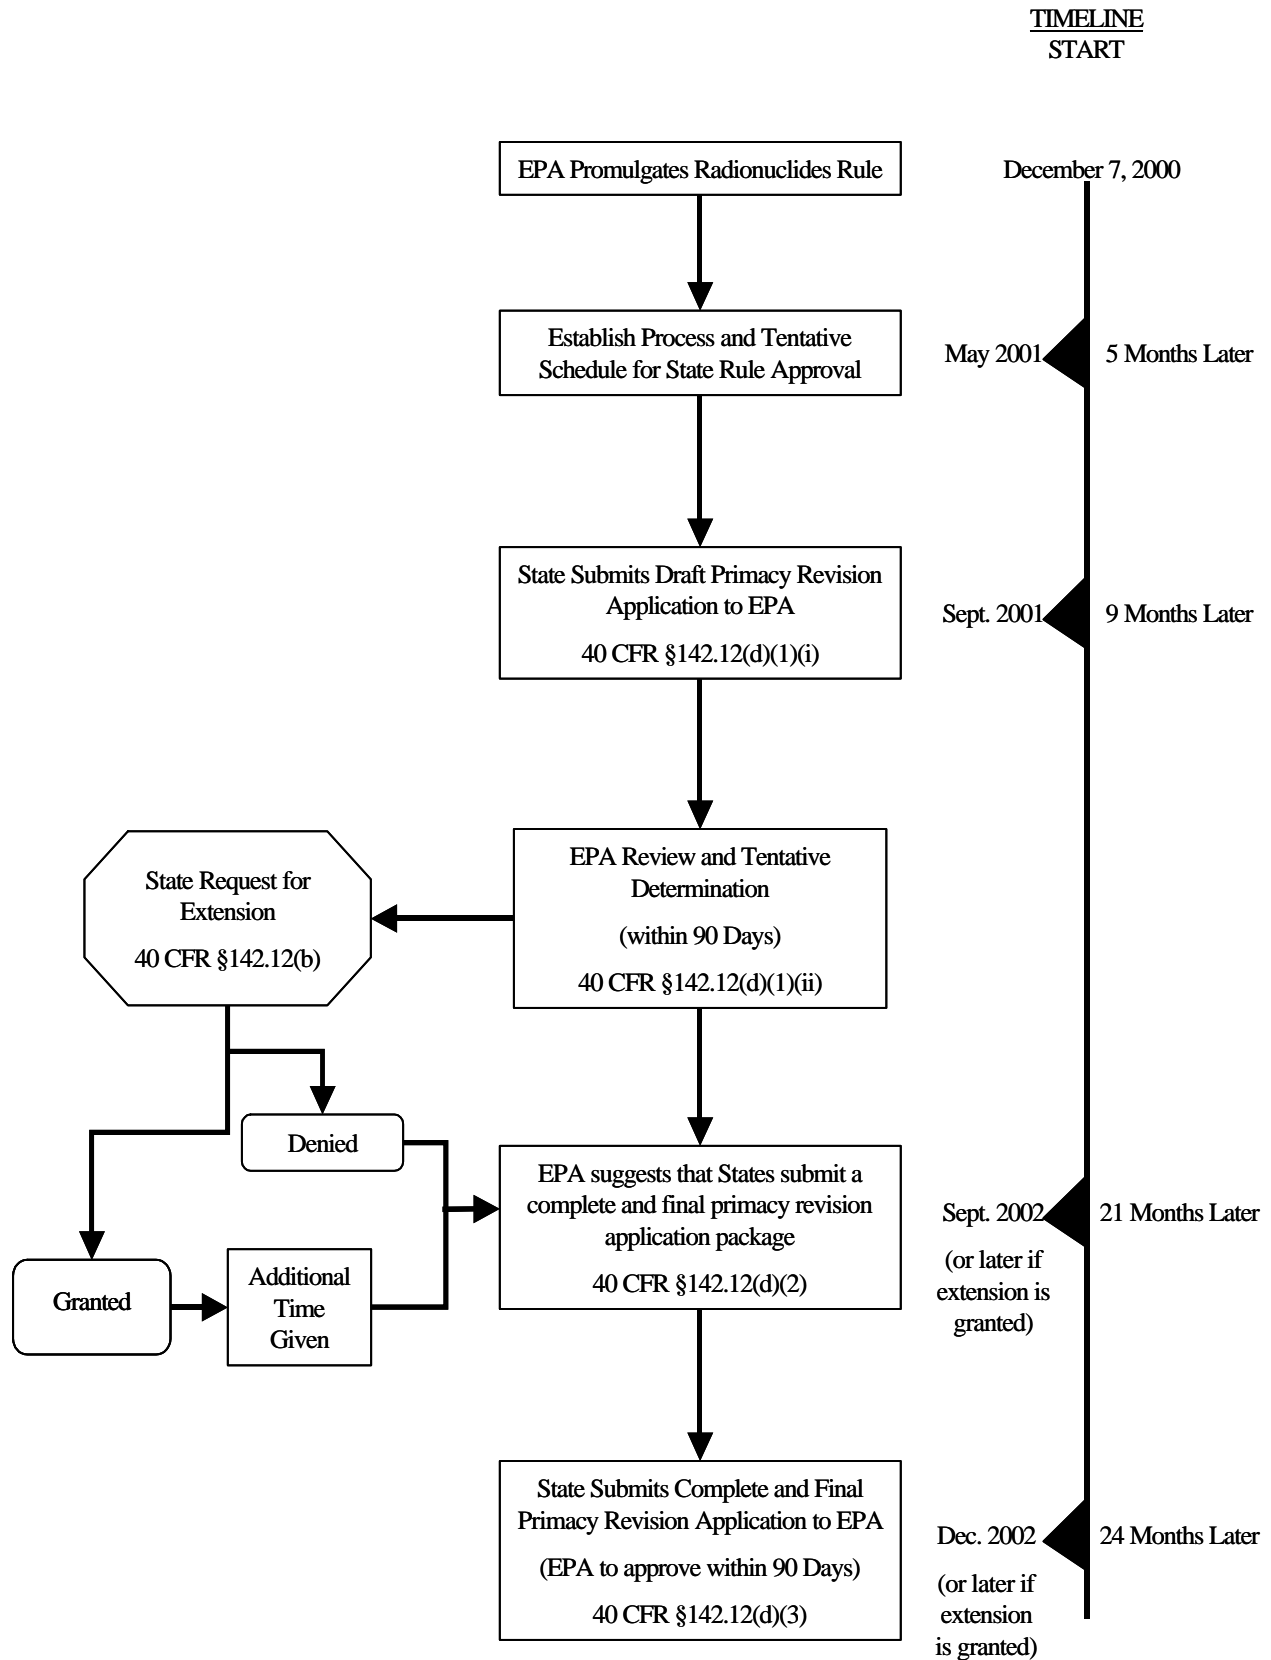 TIMELINE
START
EPA Promulgates Radionuclides Rule
December 7, 2000
Establish Process and Tentative
Schedule for State Rule Approval
May 2001
5 Months Later
State Submits Draft Primacy Revision
Application to EPA
40 CFR §142.12(d)(1)(i)
Sept. 2001
9 Months Later
EPA Review and Tentative
Determination
(within 90 Days)
40 CFR §142.12(d)(1)(ii)
State Request for
Extension
40 CFR §142.12(b)
Denied
Granted
Additional
Time
Given
EPA suggests that States submit a
complete and final primacy revision
application package
40 CFR §142.12(d)(2)
Sept. 2002
(or later if
extension is
granted)
21 Months Later
State Submits Complete and Final
Primacy Revision Application to EPA
(EPA to approve within 90 Days)
40 CFR §142.12(d)(3)
Dec. 2002
(or later if
extension
is granted)
24 Months Later